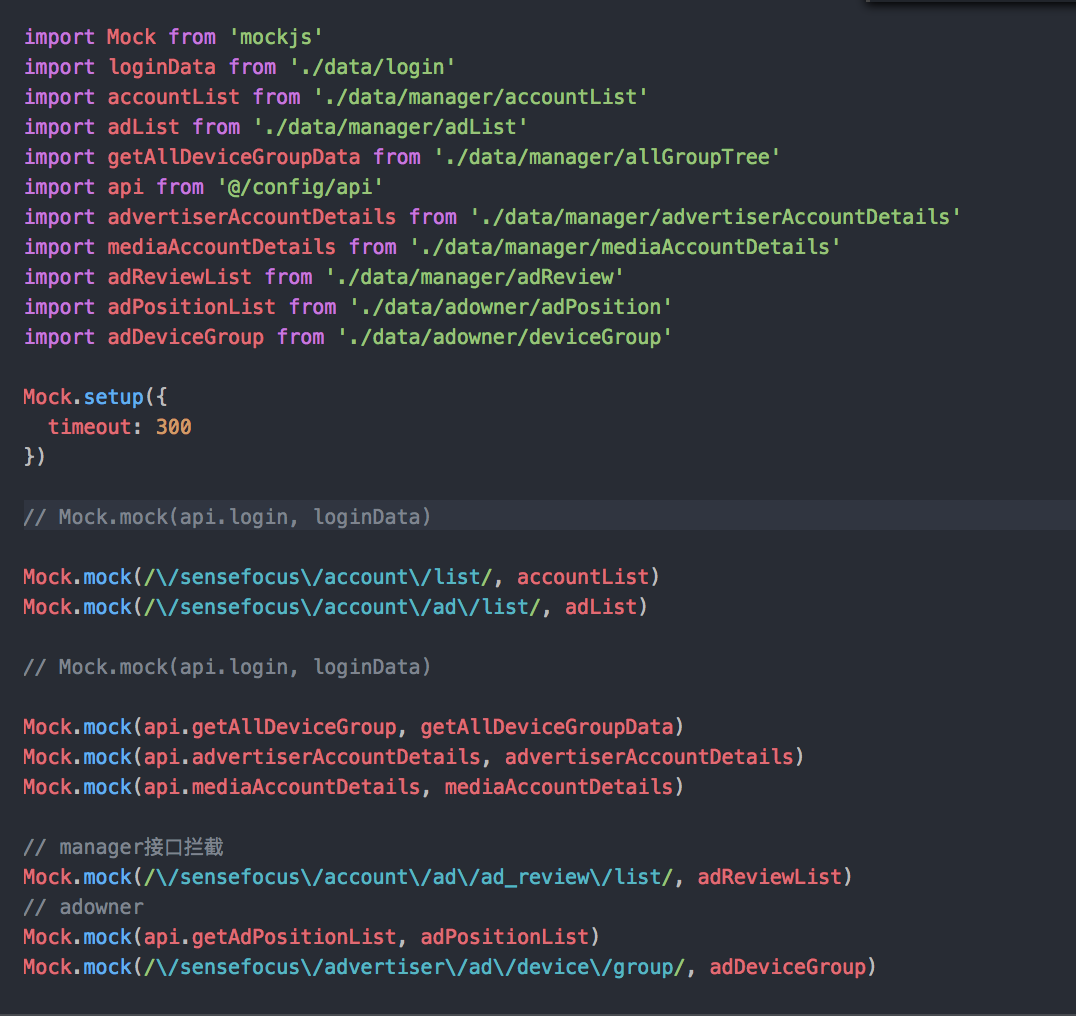 import Mock from 'mockjs'
import loginData from './data/login'
import accountList from './data/manager/accountList'
import adList from './data/manager/adList'
import getAllDeviceGroupData from './data/manager/allGroupTree'
import api from '@/config/api'
import advertiserAccountDetails from './data/manager/advertiserAccountDetails'
import mediaAccountDetails from './data/manager/mediaAccountDetails'
import adReviewList from './data/manager/adReview'
import adPositionList from './data/adowner/adPosition'
import adDeviceGroup from './data/adowner/deviceGroup'
Mock.setup({
  timeout: 300
})
// Mock.mock(api.login, loginData)
Mock.mock(/\/sensefocus\/account\/list/, accountList)
Mock.mock(/\/sensefocus\/account\/ad\/list/, adList)
// Mock.mock(api.login, loginData)
Mock.mock(api.getAllDeviceGroup, getAllDeviceGroupData)
Mock.mock(api.advertiserAccountDetails, advertiserAccountDetails)
Mock.mock(api.mediaAccountDetails, mediaAccountDetails)
// manager接口拦截
Mock.mock(/\/sensefocus\/account\/ad\/ad_review\/list/, adReviewList)
// adowner
Mock.mock(api.getAdPositionList, adPositionList)
Mock.mock(/\/sensefocus\/advertiser\/ad\/device\/group/, adDeviceGroup)